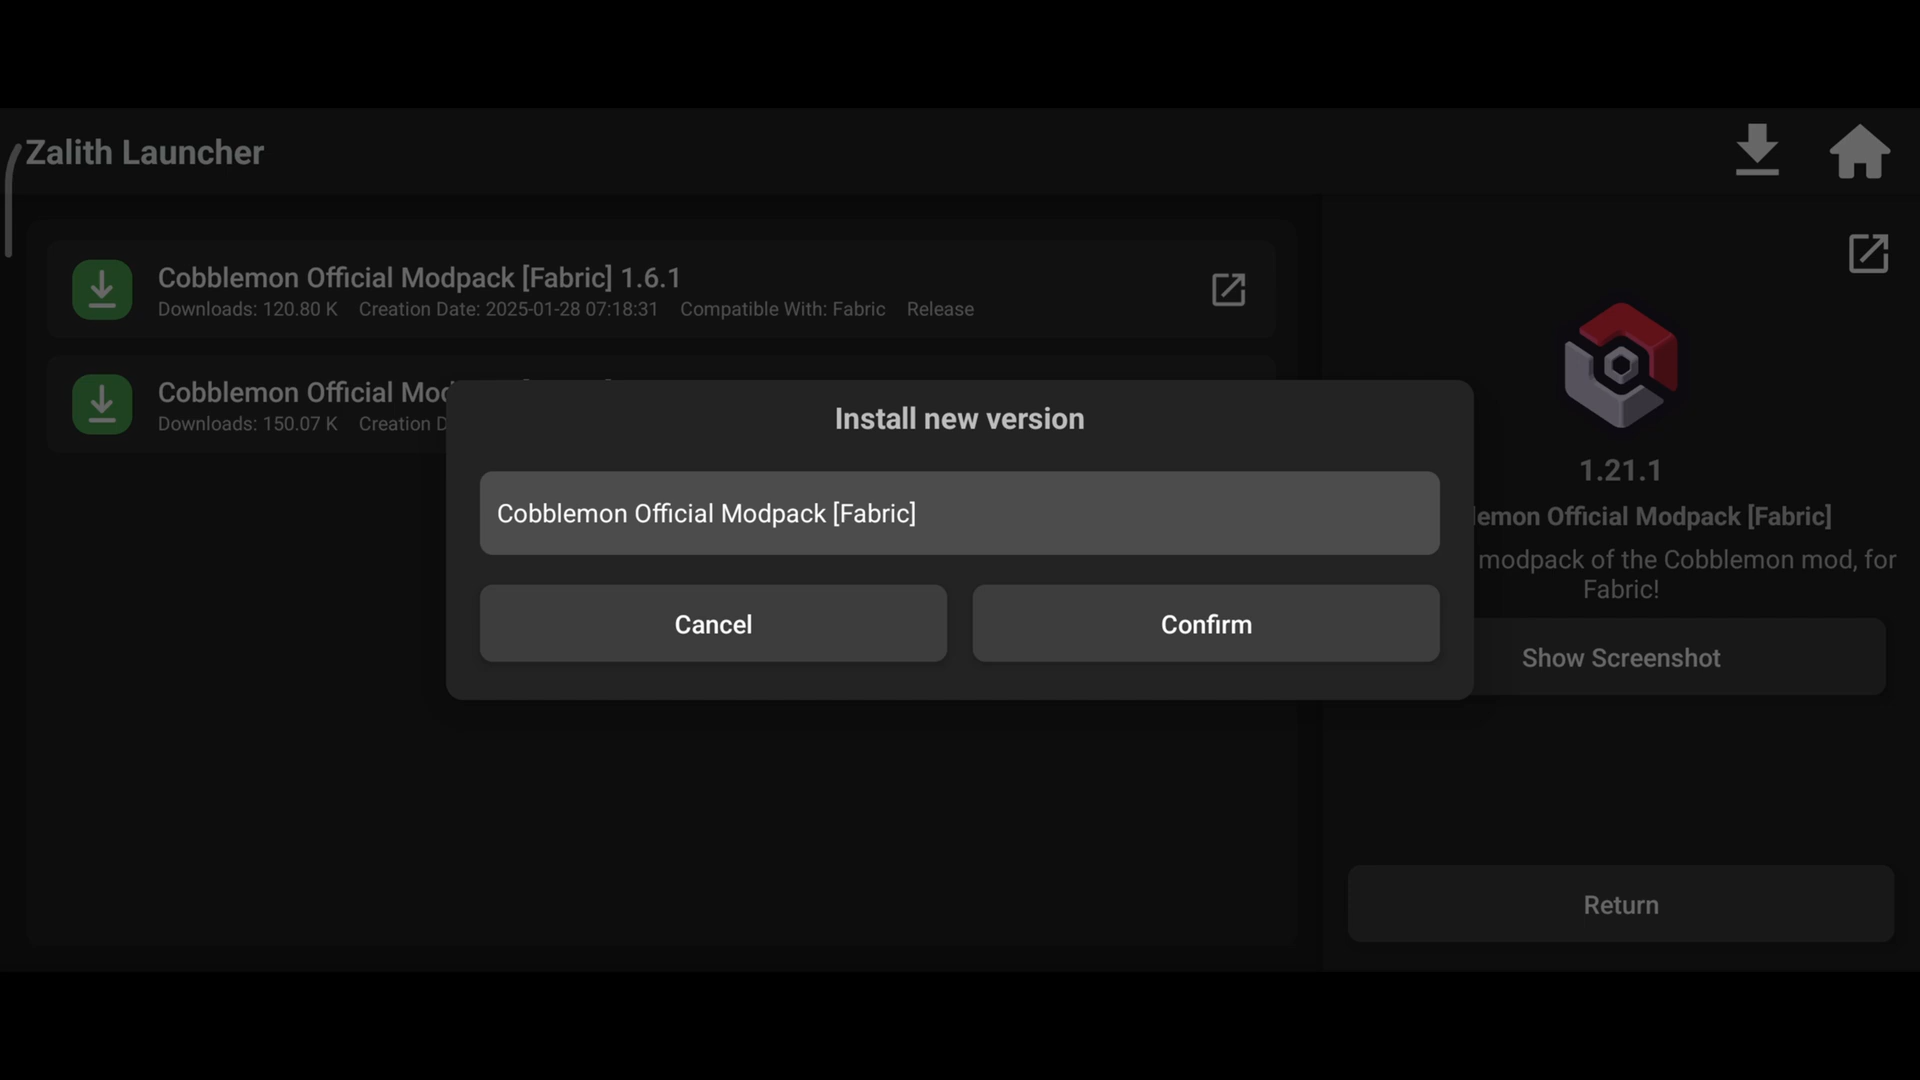 Zalith Launcher
Cobblemon Official Modpack [Fabric] 1.6.1
Downloads: 120.80 K Creation Date: 2025-01-28 07:18:31 Compatible With: Fabric Release
Cobblemon Official
Downloads: 150.07 K Creation
Install new version
Cobblemon Official Modpack [Fabric]
Cancel
Confirm
1.21.1
Official Modpack [Fabric]
modpack of the Cobblemon mod, for
Fabric!
Show Screenshot
Return